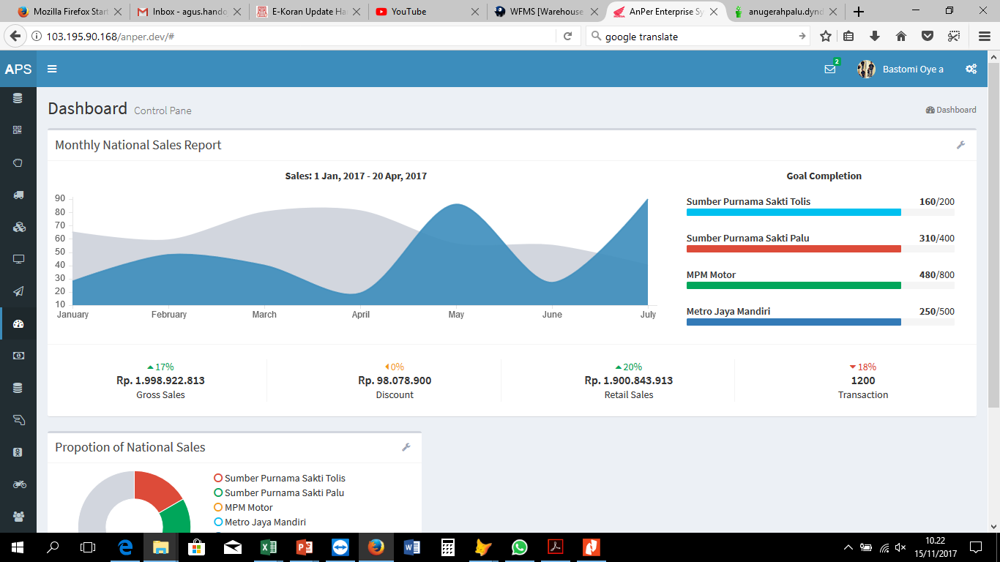 Mozilla Firefox Start
Inbox - agus.hando
E-Koran Update Ha
YouTube
WFMS [Warehouse
AnPer Enterprise Sy
anugerahpalu.dynd
103.195.90.168/anper.dev/#
google translate
APS
2
Bastomi Oye a
Dashboard Control Pane
Dashboard
Monthly National Sales Report
Sales: 1 Jan, 2017 - 20 Apr, 2017
90
80
70
60
50
40
30
20
10
January February March April May June July
Goal Completion
Sumber Purnama Sakti Tolis 160/200
Sumber Purnama Sakti Palu 310/400
MPM Motor 480/800
Metro Jaya Mandiri 250/500
17%
Rp. 1.998.922.813
Gross Sales
0%
Rp. 98.078.900
Discount
20%
Rp. 1.900.843.913
Retail Sales
18%
1200
Transaction
Propotion of National Sales
Sumber Purnama Sakti Tolis
Sumber Purnama Sakti Palu
MPM Motor
Metro Jaya Mandiri
10.22
15/11/2017